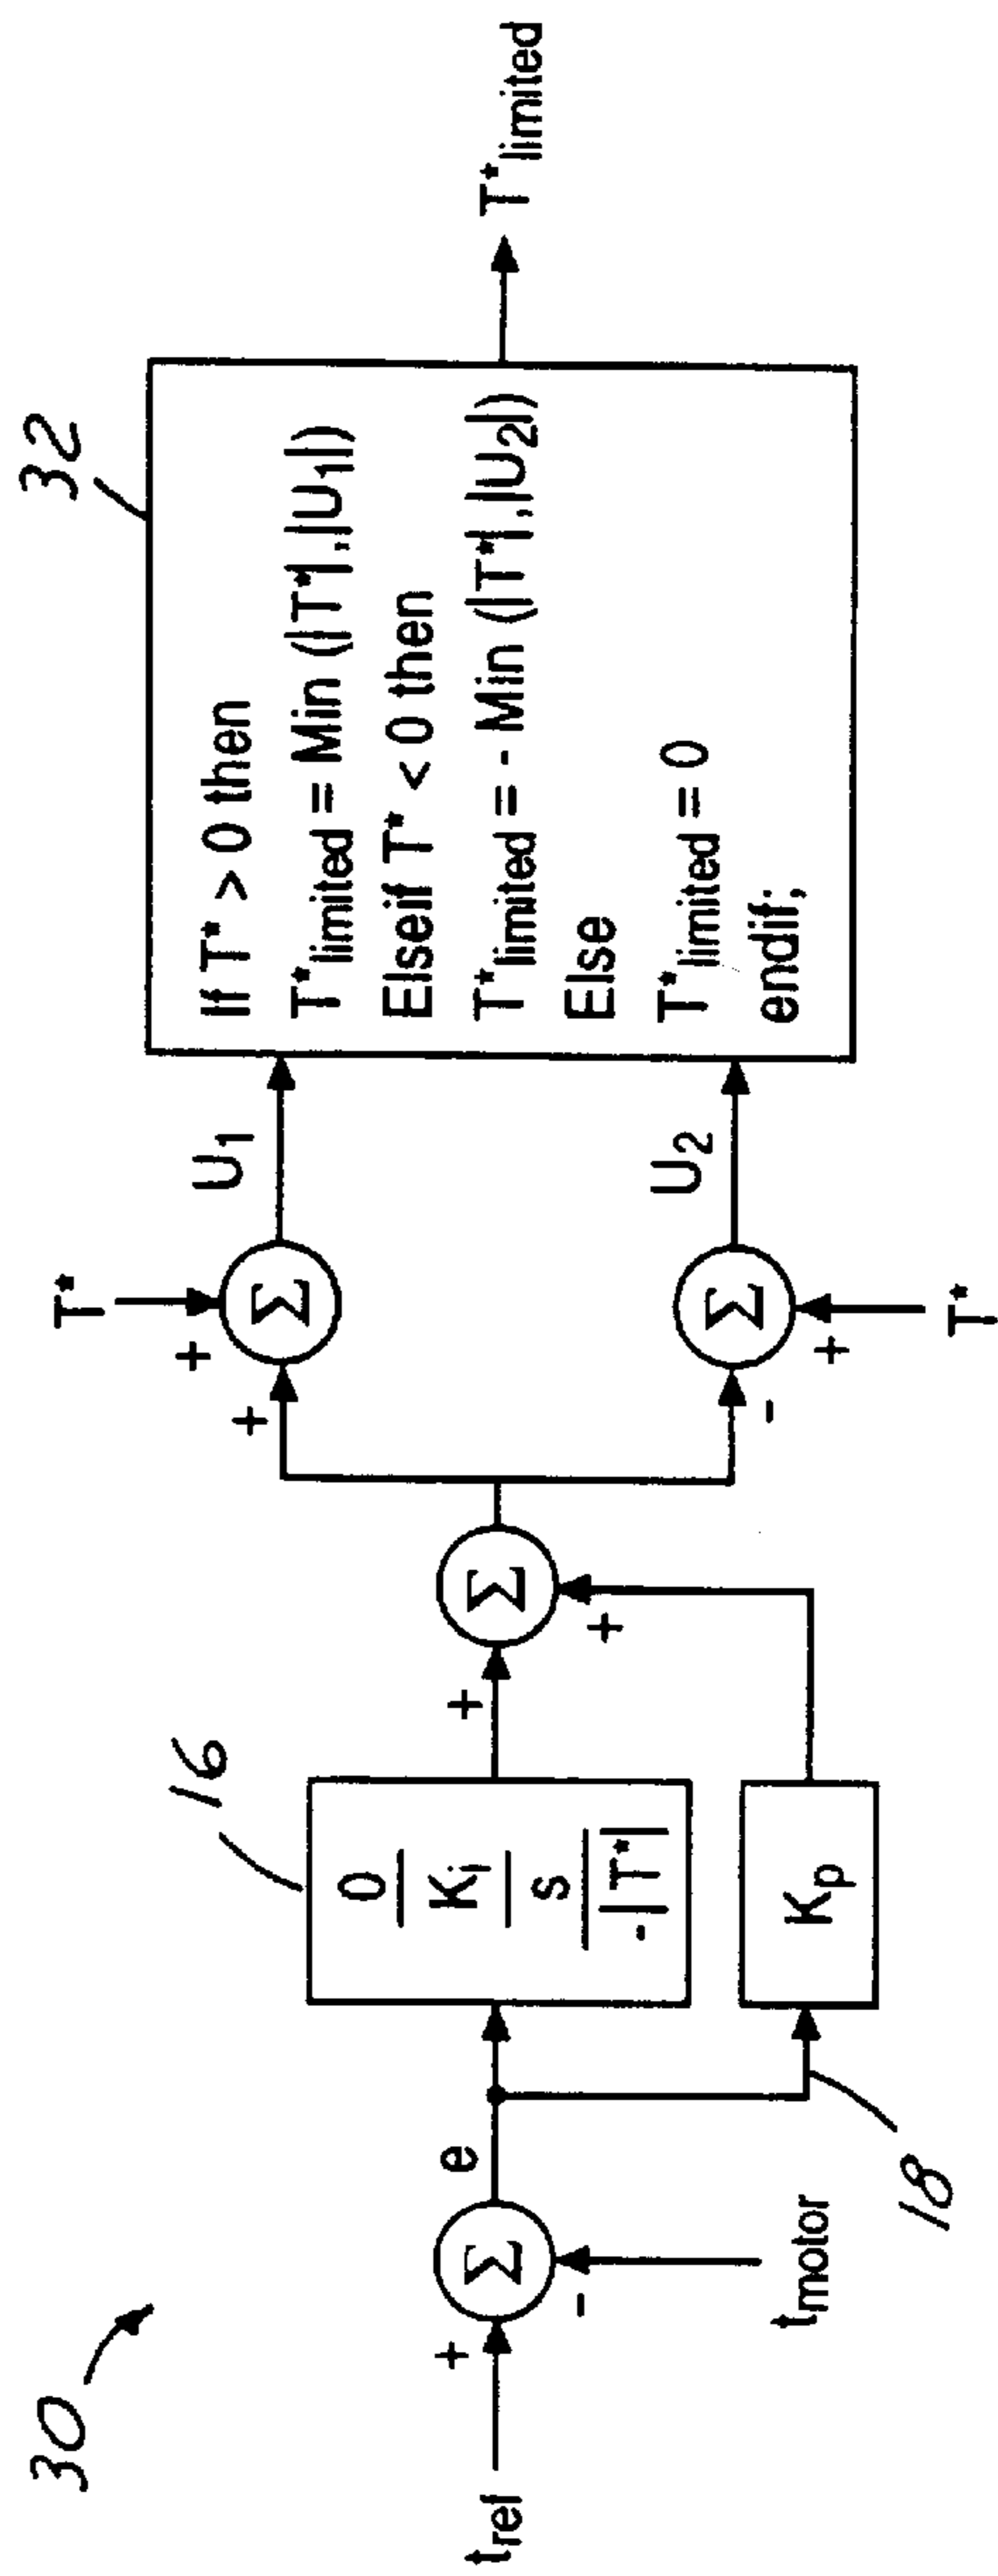 30
t_ref
+
-
t_motor
Σ
e
16
0
K_i
s
-|T*|
18
K_p
+
+
Σ
+
-
T*
+
Σ
U_1
T*
+
Σ
U_2
32
If T* > 0 then
T*_limited = Min (|T*|,|U_1|)
Elseif T* < 0 then
T*_limited = - Min (|T*|,|U_2|)
Else
T*_limited = 0
endif;
T*_limited